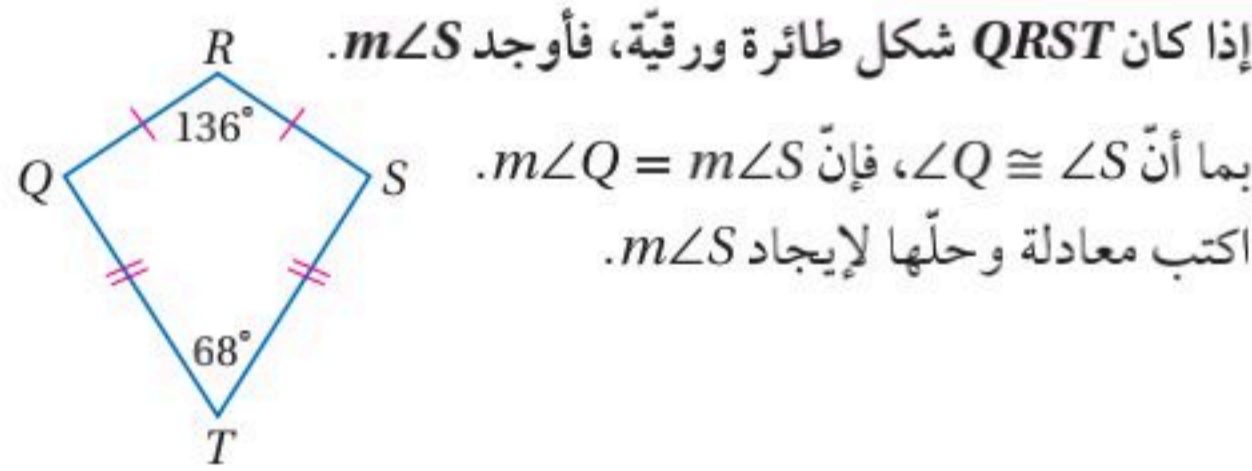 إذا كان QRST شكل طائرة ورقيّة، فأوجد m∠S.
بما أنّ ∠Q ≅ ∠S، فإنّ m∠Q = m∠S.
اكتب معادلة وحلّها لإيجاد m∠S.
R
136°
Q
S
68°
T